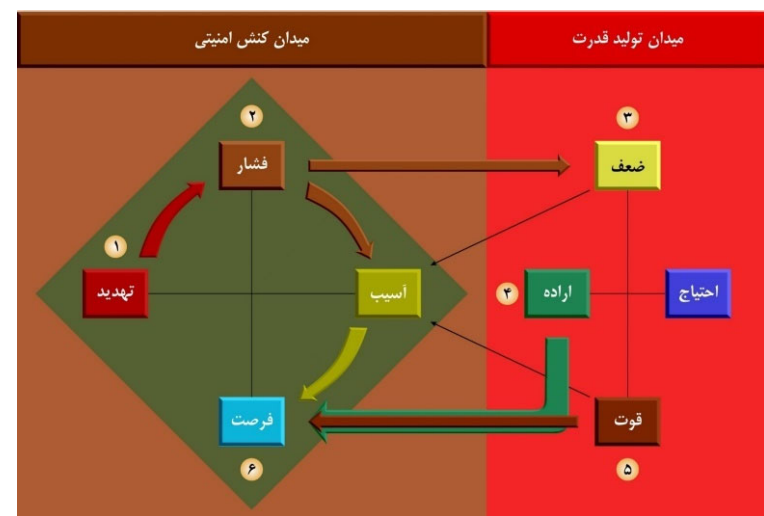 میدان تولید قدرت
میدان کنش امنیتی
۳
۲
ضعف
فشار
۱
احتیاج
اراده
۴
آسیب
تهدید
قوت
فرصت
۵
۶